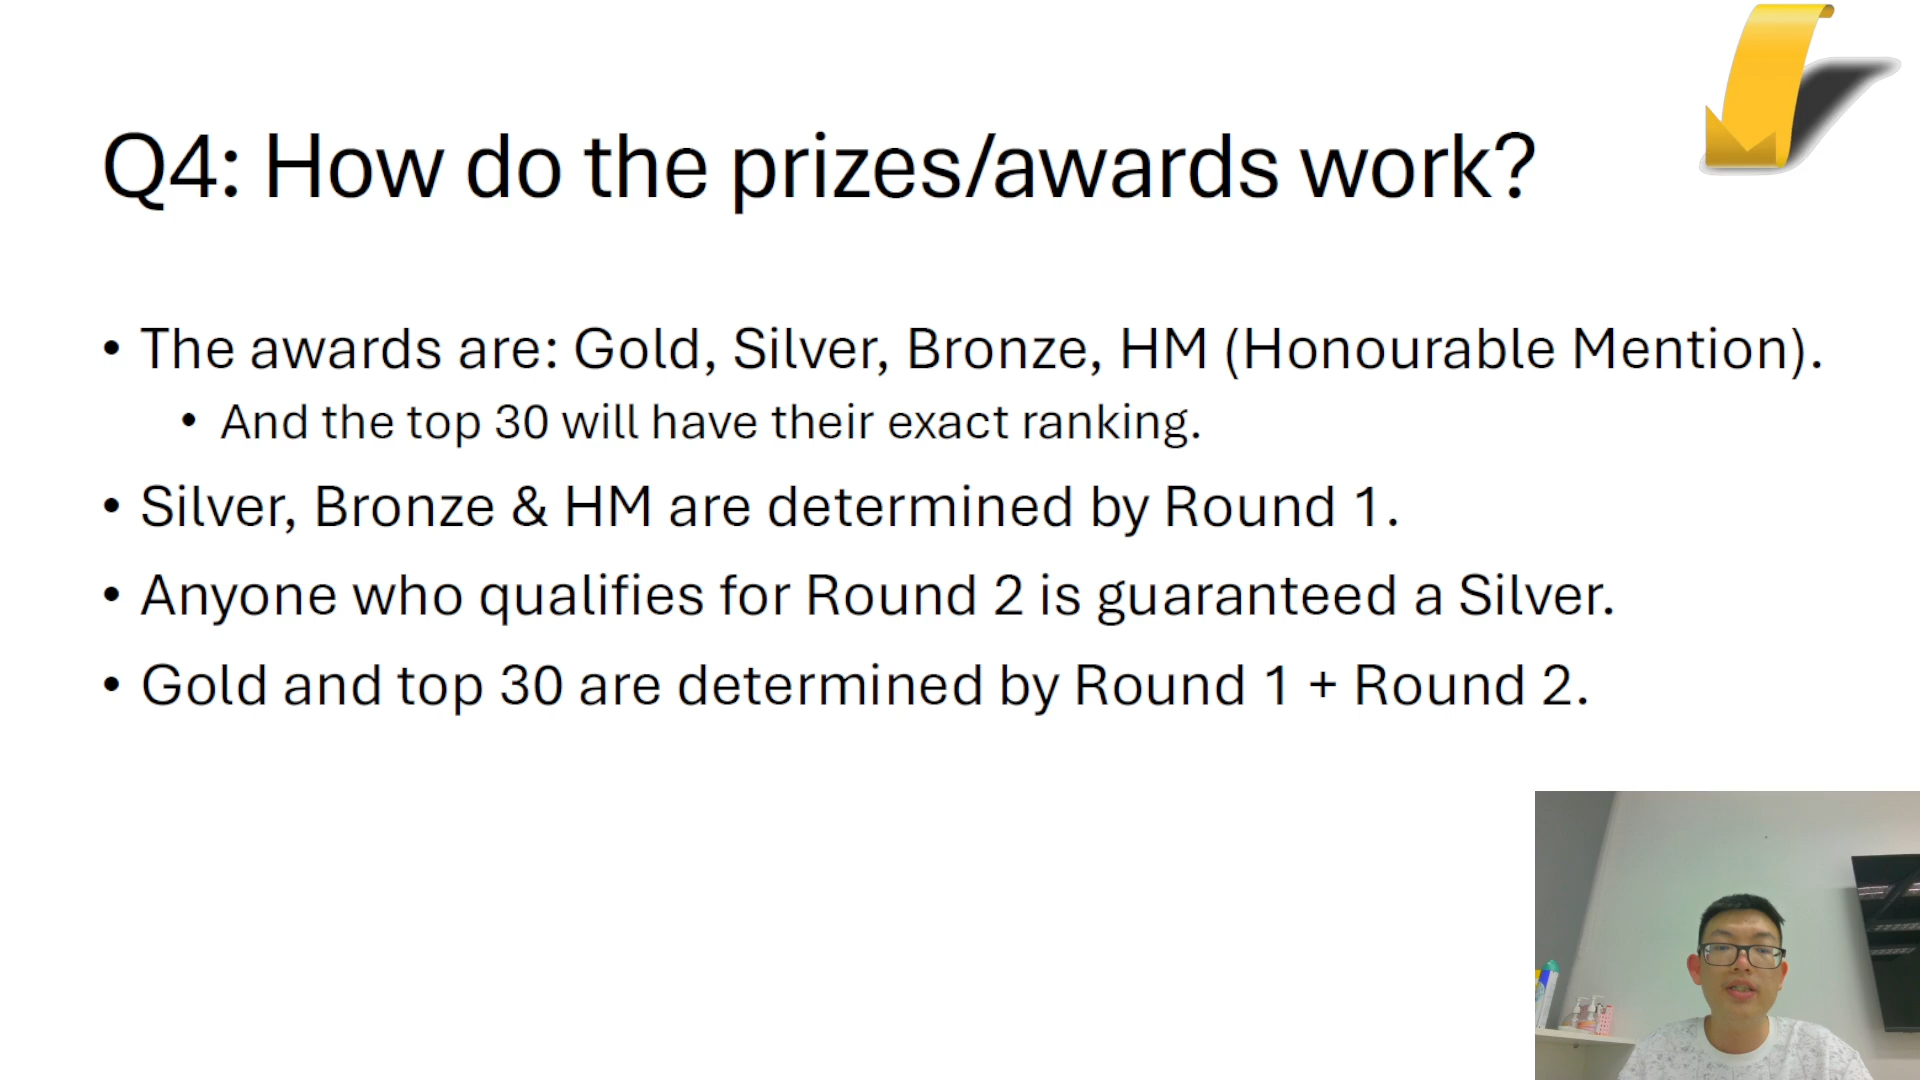 Q4: How do the prizes/awards work?
• The awards are: Gold, Silver, Bronze, HM (Honourable Mention).
• And the top 30 will have their exact ranking.
• Silver, Bronze & HM are determined by Round 1.
• Anyone who qualifies for Round 2 is guaranteed a Silver.
• Gold and top 30 are determined by Round 1 + Round 2.